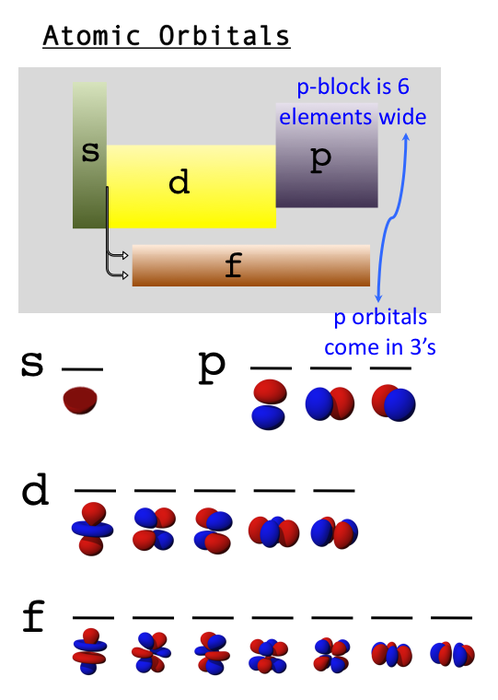 Atomic Orbitals
p-block is 6
elements wide
s
p
d
f
p orbitals
come in 3's
s
p
d
f